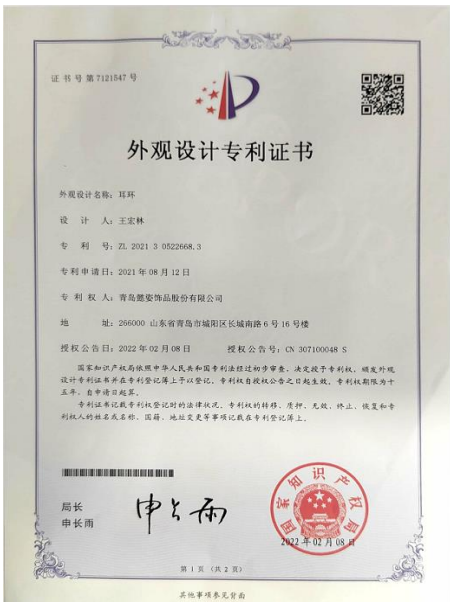 证书号第7121547号
外观设计专利证书
外观设计名称：耳环
设计人：王宏林
专利号：ZL 2021 3 0522668.3
专利申请日：2021年08月12日
专利权人：青岛懿姿饰品股份有限公司
地址：266000 山东省青岛市城阳区长城南路6号16号楼
授权公告日：2022年02月08日 授权公告号：CN 307100048 S
国家知识产权局依照中华人民共和国专利法经过初步审查，决定授予专利权，颁发外观
设计专利证书并在专利登记簿上予以登记。专利权自授权公告之日起生效。专利权期限为十
五年，自申请日起算。
专利证书记载专利权登记时的法律状况。专利权的转移、质押、无效、终止、恢复和专
利权人的姓名或名称、国籍、地址变更等事项记载在专利登记簿上。
局长
申长雨
申长雨
国家知识产权局
2022年02月08日
第1页（共2页）
其他事项参见背面